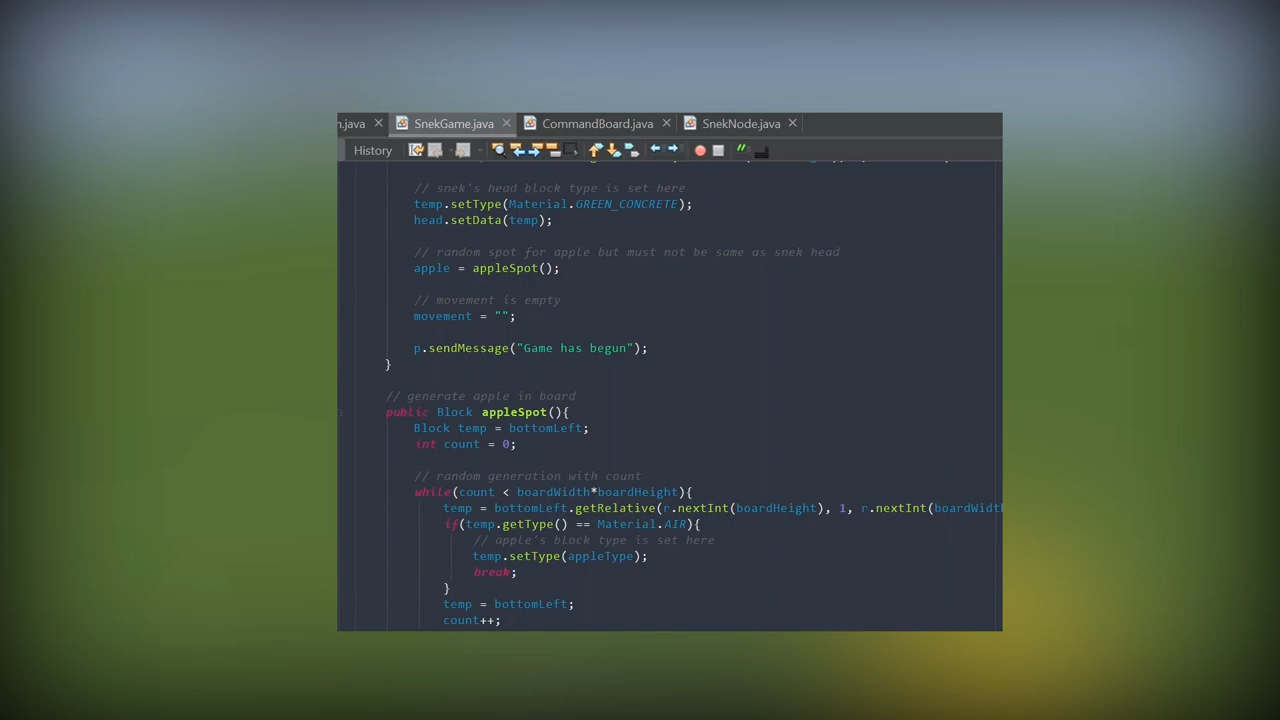 n.java SnekGame.java CommandBoard.java SnekNode.java
History
// snek's head block type is set here
temp.setType(Material.GREEN_CONCRETE);
head.setData(temp);
// random spot for apple but must not be same as snek head
apple = appleSpot();
// movement is empty
movement = "";
p.sendMessage("Game has begun");
}
// generate apple in board
public Block appleSpot(){
Block temp = bottomLeft;
int count = 0;
// random generation with count
while(count < boardWidth*boardHeight){
temp = bottomLeft.getRelative(r.nextInt(boardHeight), 1, r.nextInt(boardWidth
if(temp.getType() == Material.AIR){
// apple's block type is set here
temp.setType(appleType);
break;
}
temp = bottomLeft;
count++;